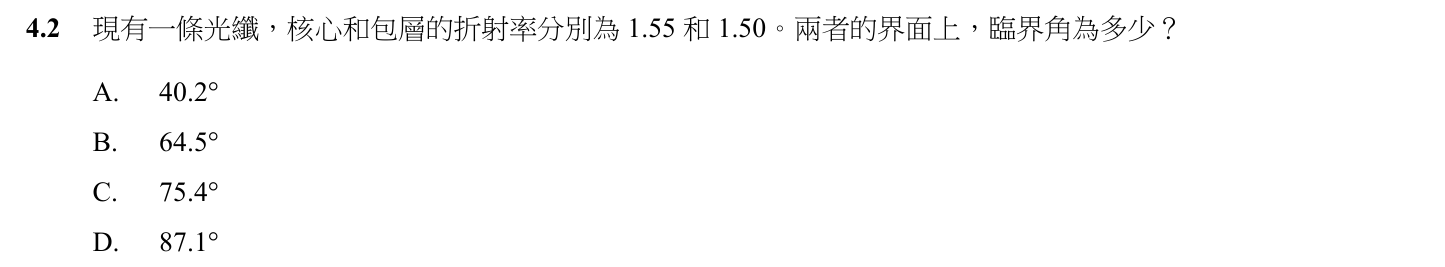 4.2 現有一條光纖，核心和包層的折射率分別為 1.55 和 1.50。兩者的界面上，臨界角為多少？
A. 40.2°
B. 64.5°
C. 75.4°
D. 87.1°